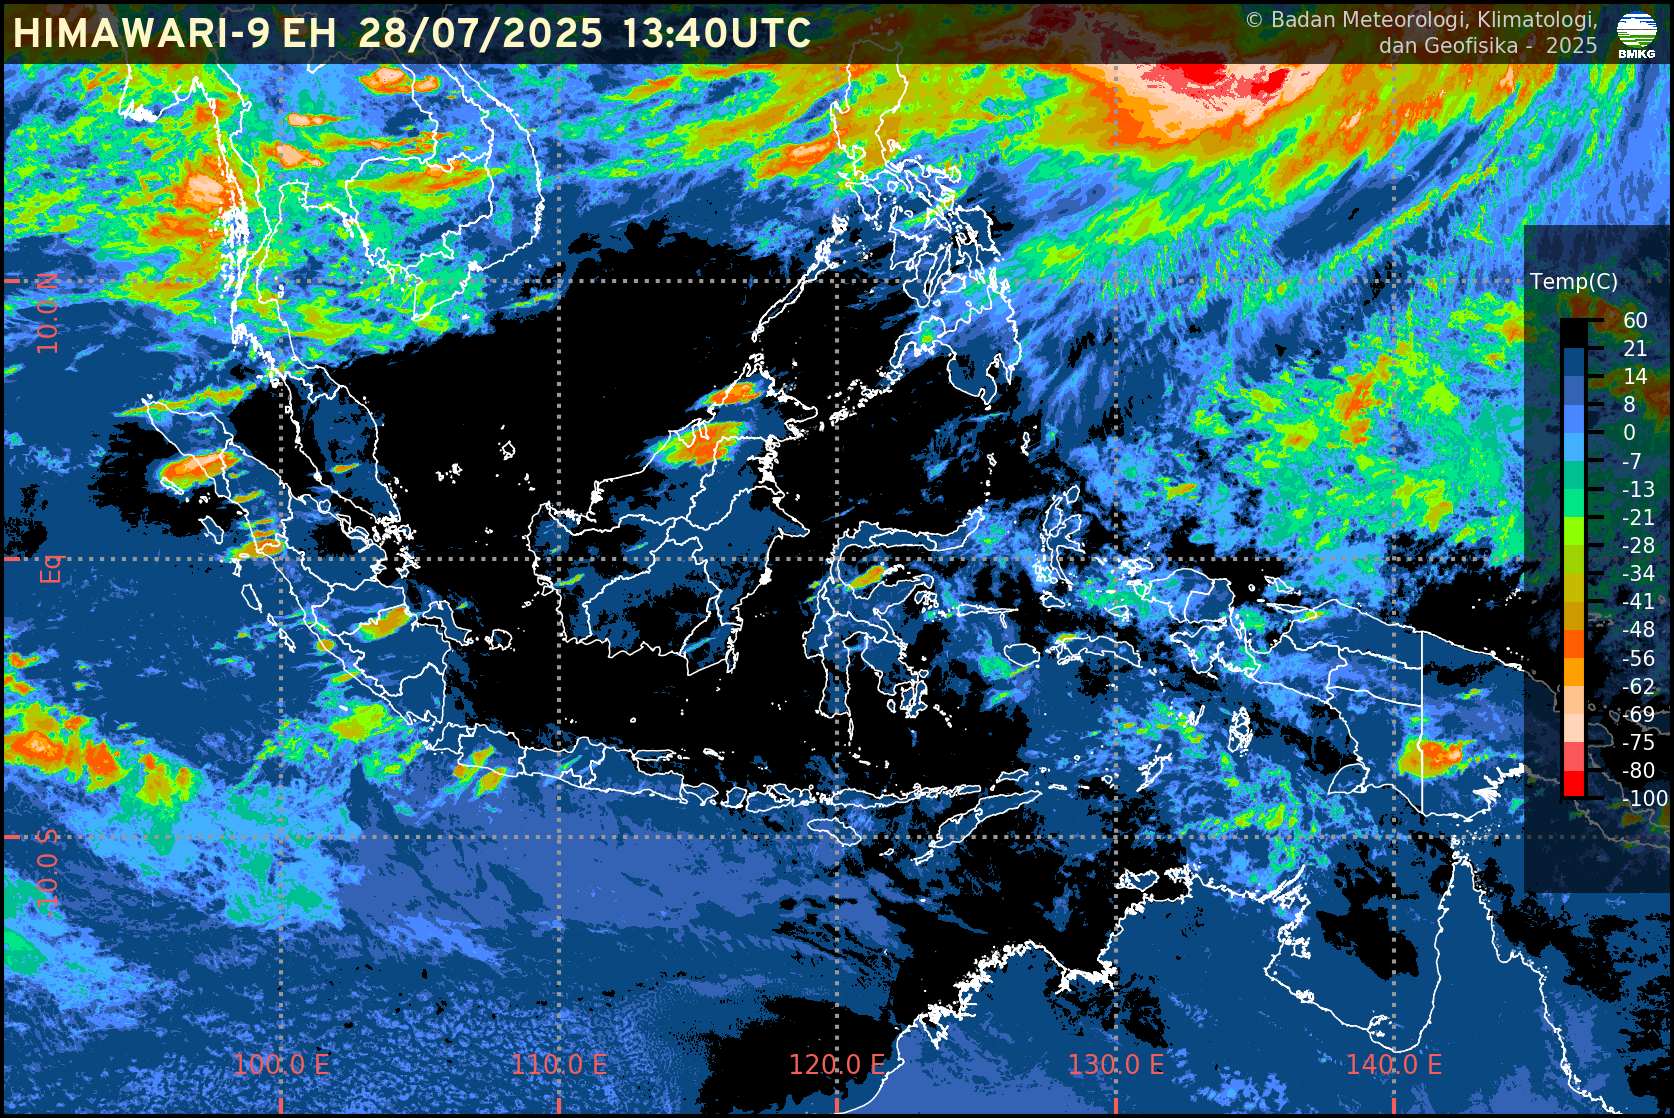 HIMAWARI-9 EH 28/07/2025 13:40UTC
© Badan Meteorologi, Klimatologi,
dan Geofisika - 2025
BMKG
Temp(C)
60
21
14
8
0
-7
-13
-21
-28
-34
-41
-48
-56
-62
-69
-75
-80
-100
10.0 N
Eq
-10.0 S
100.0 E
110.0 E
120.0 E
130.0 E
140.0 E